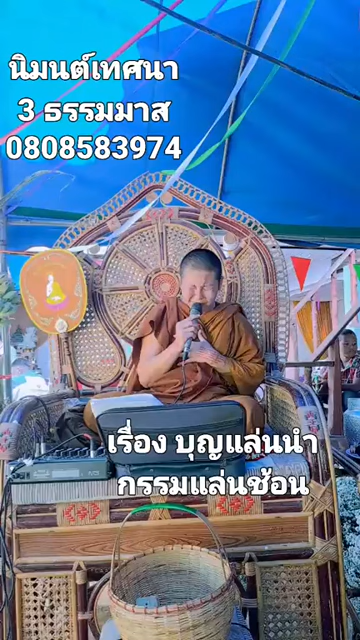 นิมนต์เทศนา
3 ธรรมมาส
0808583974
เรื่อง บุญแล่นนำ
กรรมแล่นซ้อน